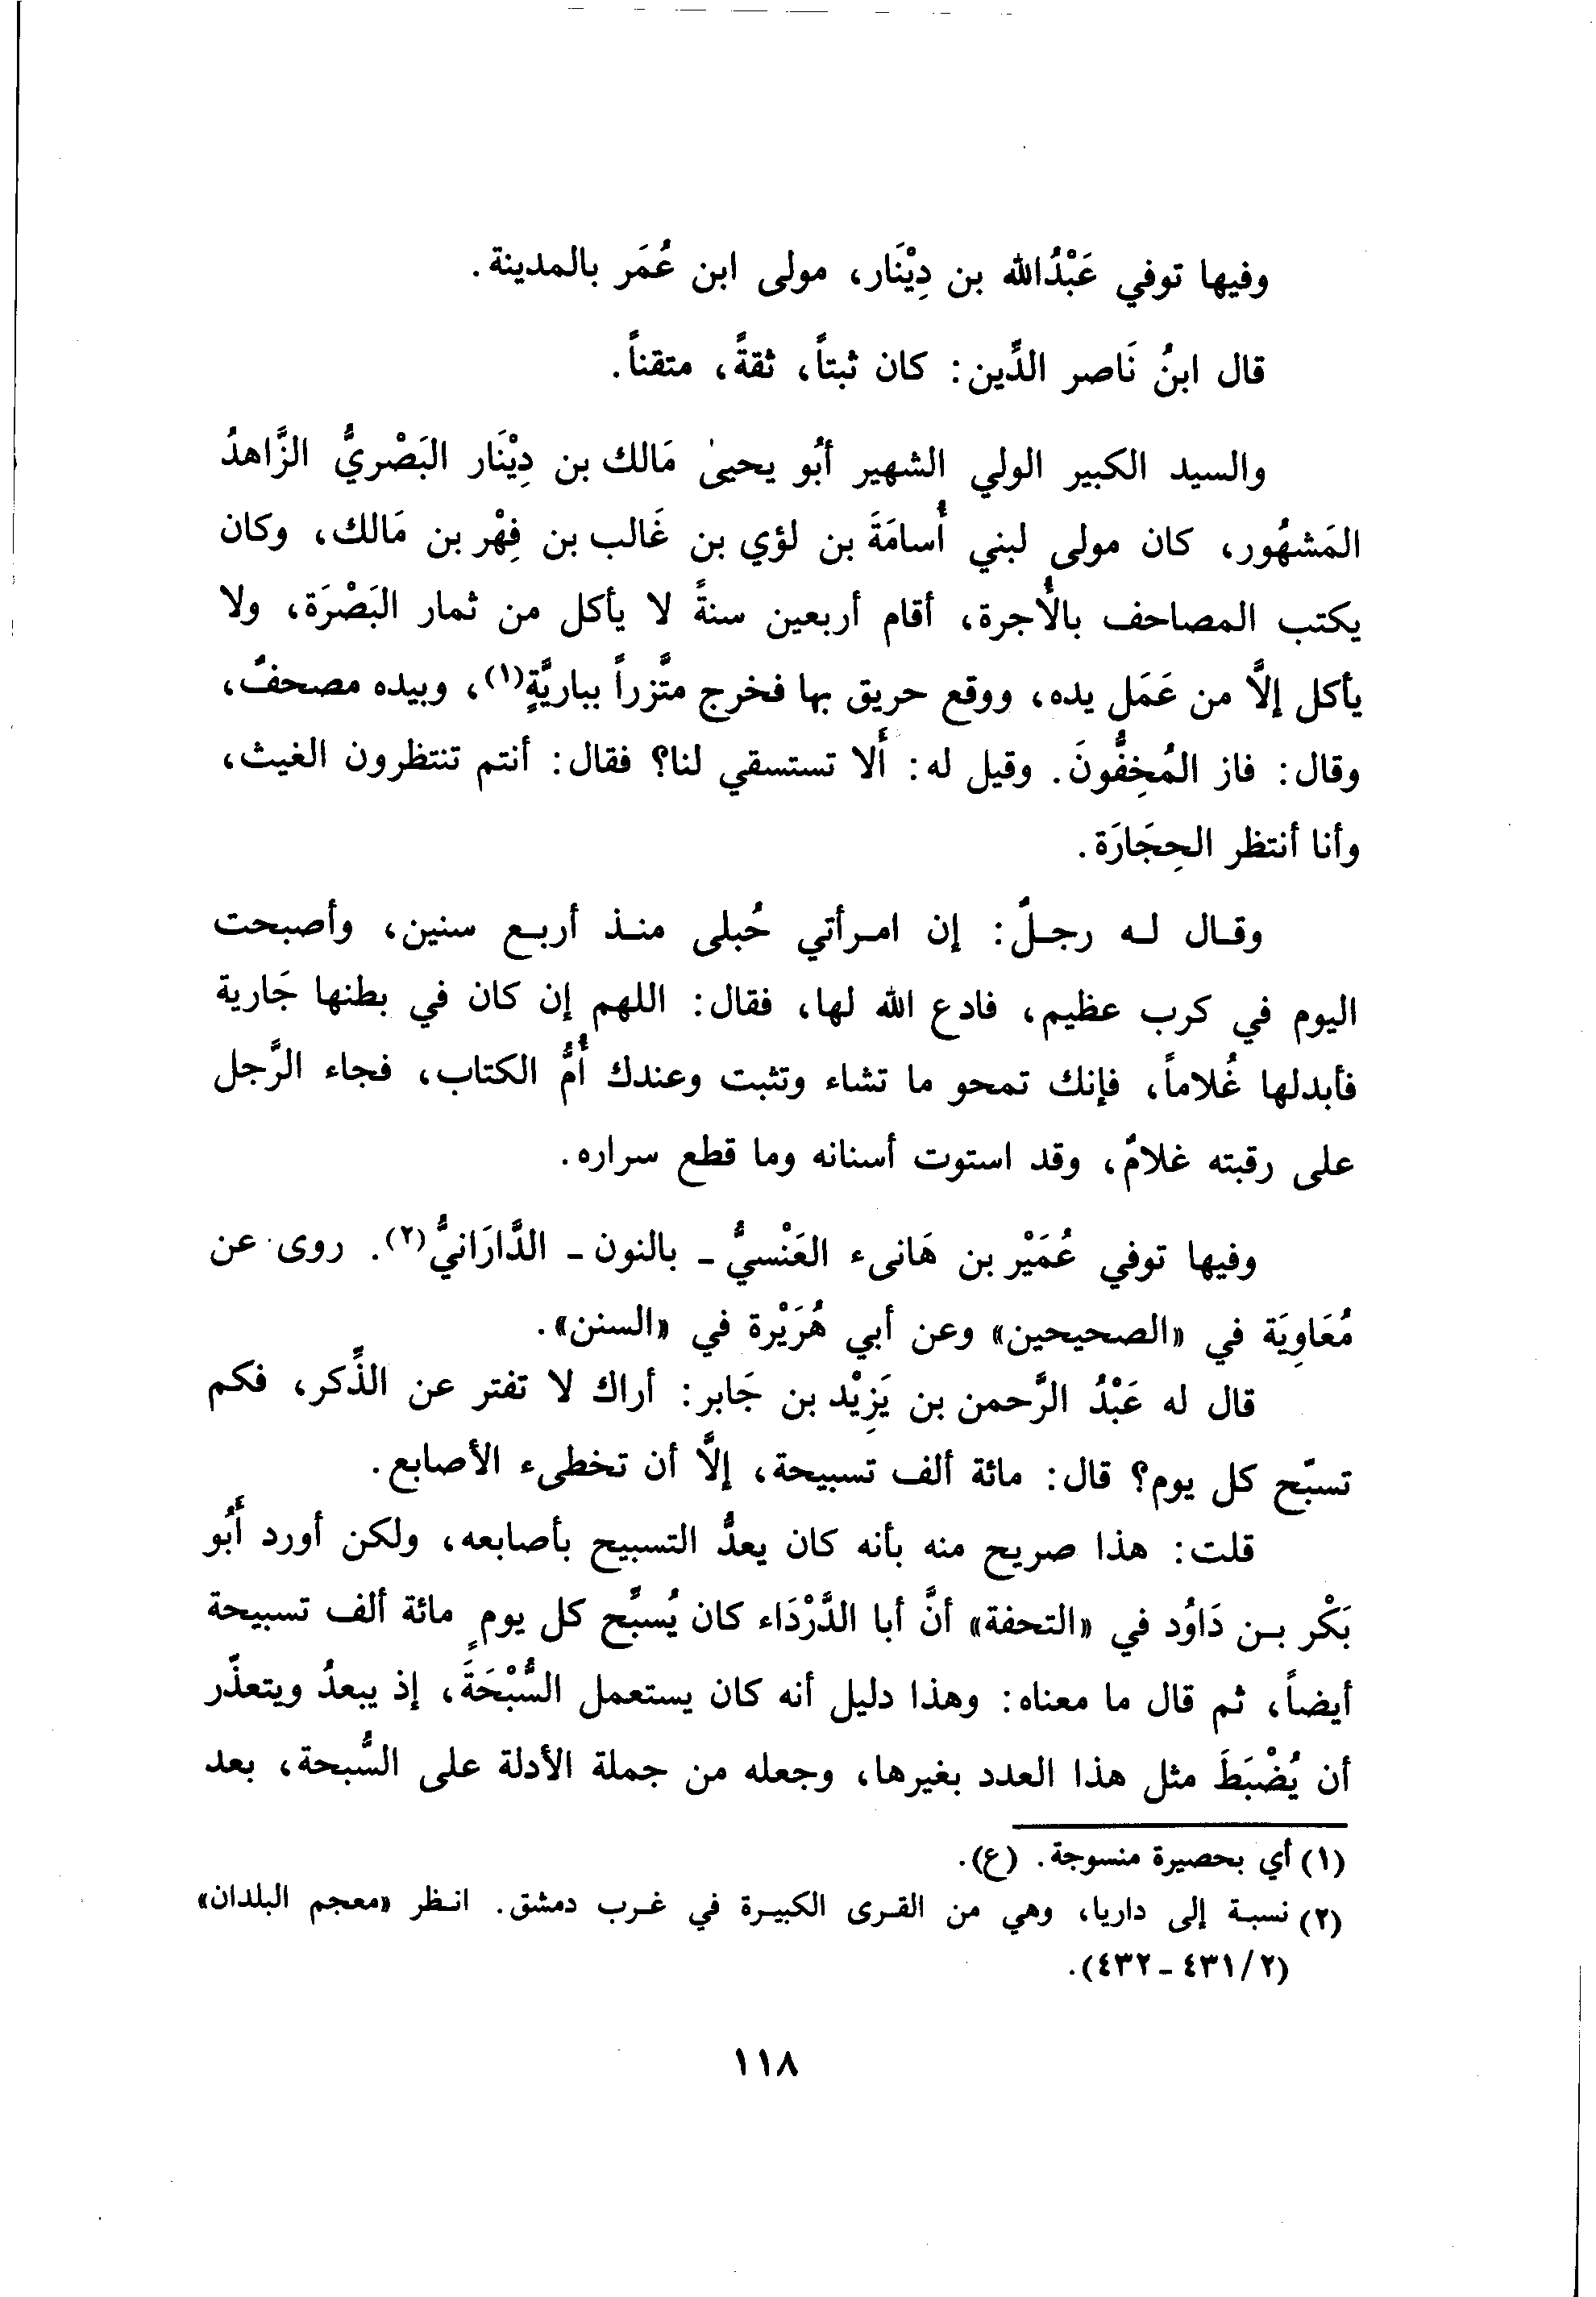 وفيها توفي عَبْدُالله بن دِيْنَار، مولى ابن عُمَر بالمدينة.
قال ابنُ نَاصر الدِّين: كان ثبتاً، ثقةً، متقناً.
والسيد الكبير الولي الشهير أبُو يحيىٰ مَالك بن دِيْنَار البَصْريُّ الزَّاهدُ
المَشهُور، كان مولى لبني أُسامَةَ بن لؤي بن غَالب بن فِهْر بن مَالك، وكان
يكتب المصاحف بالأُجرة، أقام أربعين سنةً لا يأكل من ثمار البَصْرَة، ولا
يأكل إلَّا من عَمَل يده، ووقع حريق بها فخرج متَّزراً بباريَّةٍ(١)، وبيده مصحفٌ،
وقال: فاز المُخِفُّونَ. وقيل له: أَلا تستسقي لنا؟ فقال: أنتم تنتظرون الغيث،
وأنا أنتظر الحِجَارَة.
وقال له رجلٌ: إن امرأتي حُبلى منذ أربع سنين، وأصبحت
اليوم في كرب عظيم، فادع الله لها، فقال: اللهم إن كان في بطنها جَارية
فأبدلها غُلاماً، فإنك تمحو ما تشاء وتثبت وعندك أُمُّ الكتاب، فجاء الرَّجل
على رقبته غلامٌ، وقد استوت أسنانه وما قطع سراره.
وفيها توفي عُمَيْر بن هَانىء العَنْسيُّ - بالنون - الدَّارَانيُّ(٢). روى عن
مُعَاوِيَة في «الصحيحين» وعن أبي هُرَيْرة في «السنن».
قال له عَبْدُ الرَّحمن بن يَزِيْد بن جَابر: أراك لا تفتر عن الذِّكر، فكم
تسبّح كل يوم؟ قال: مائة ألف تسبيحة، إلَّا أن تخطىء الأصابع.
قلت: هذا صريح منه بأنه كان يعدُّ التسبيح بأصابعه، ولكن أورد أَبُو
بَكْر بن دَاوُد في «التحفة» أنَّ أبا الدَّرْدَاء كان يُسبِّح كل يومٍ مائة ألف تسبيحة
أيضاً، ثم قال ما معناه: وهذا دليل أنه كان يستعمل السُّبْحَةَ، إذ يبعدُ ويتعذّر
أن يُضْبَطَ مثل هذا العدد بغيرها، وجعله من جملة الأدلة على السُّبحة، بعد
(١) أي بحصيرة منسوجة. (ع).
(٢) نسبة إلى داريا، وهي من القرى الكبيرة في غرب دمشق. انظر «معجم البلدان»
(٢/ ٤٣١ - ٤٣٢).
١١٨